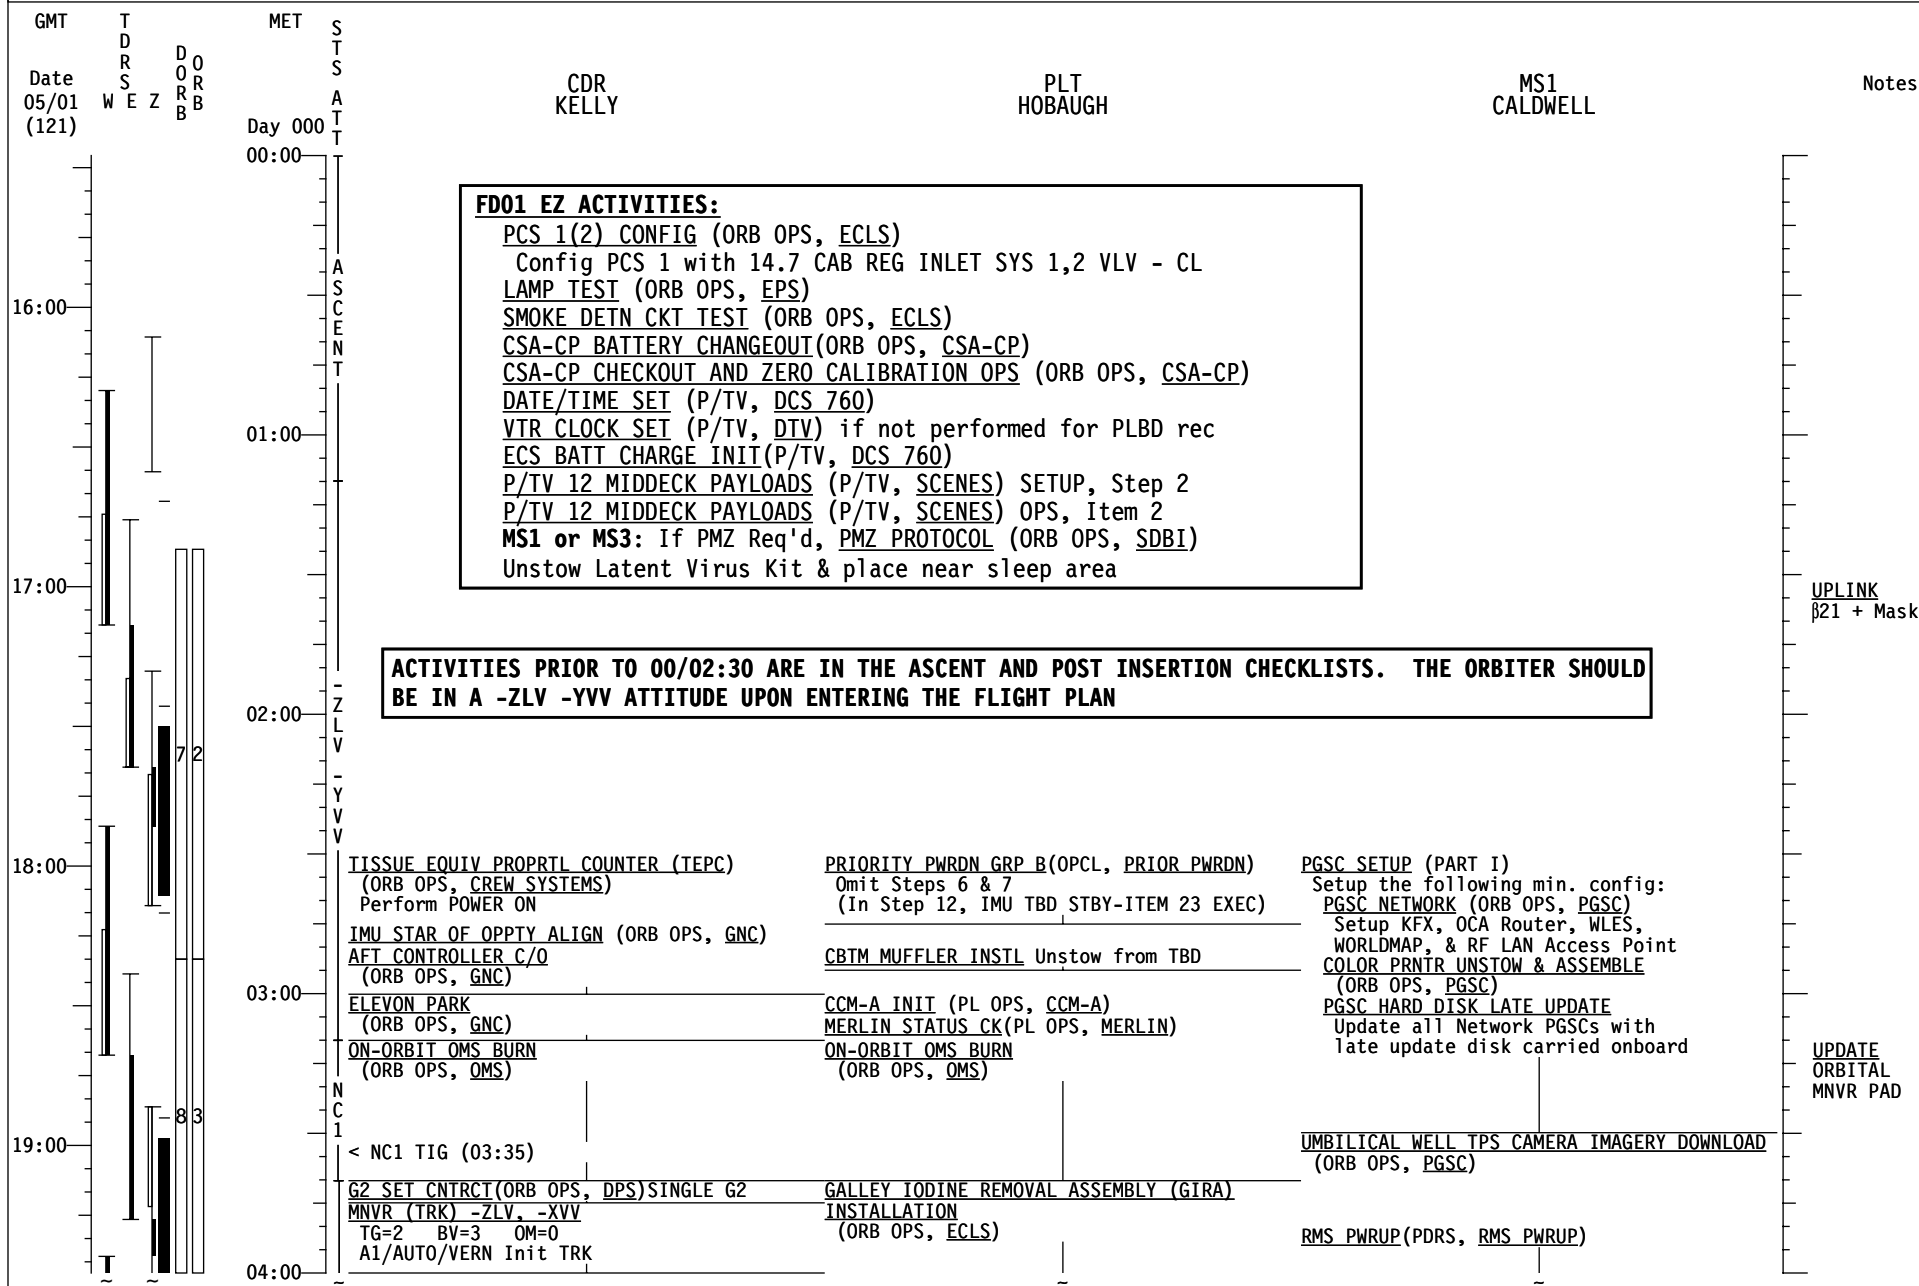 GMT
TDRS
MET
STS ATT
Date
05/01
(121)
W E Z
DORB
ORB
Day 000
CDR
KELLY
PLT
HOBAUGH
MS1
CALDWELL
Notes
00:00
16:00
01:00
17:00
02:00
18:00
03:00
19:00
04:00
7 2
8 3
ASCENT
-ZLV -YVV
NC1
FD01 EZ ACTIVITIES:
PCS 1(2) CONFIG (ORB OPS, ECLS)
Config PCS 1 with 14.7 CAB REG INLET SYS 1,2 VLV - CL
LAMP TEST (ORB OPS, EPS)
SMOKE DETN CKT TEST (ORB OPS, ECLS)
CSA-CP BATTERY CHANGEOUT(ORB OPS, CSA-CP)
CSA-CP CHECKOUT AND ZERO CALIBRATION OPS (ORB OPS, CSA-CP)
DATE/TIME SET (P/TV, DCS 760)
VTR CLOCK SET (P/TV, DTV) if not performed for PLBD rec
ECS BATT CHARGE INIT(P/TV, DCS 760)
P/TV 12 MIDDECK PAYLOADS (P/TV, SCENES) SETUP, Step 2
P/TV 12 MIDDECK PAYLOADS (P/TV, SCENES) OPS, Item 2
MS1 or MS3: If PMZ Req'd, PMZ PROTOCOL (ORB OPS, SDBI)
Unstow Latent Virus Kit & place near sleep area
ACTIVITIES PRIOR TO 00/02:30 ARE IN THE ASCENT AND POST INSERTION CHECKLISTS. THE ORBITER SHOULD
BE IN A -ZLV -YVV ATTITUDE UPON ENTERING THE FLIGHT PLAN
TISSUE EQUIV PROPRTL COUNTER (TEPC)
(ORB OPS, CREW SYSTEMS)
Perform POWER ON
IMU STAR OF OPPTY ALIGN (ORB OPS, GNC)
AFT CONTROLLER C/O
(ORB OPS, GNC)
ELEVON PARK
(ORB OPS, GNC)
ON-ORBIT OMS BURN
(ORB OPS, OMS)
< NC1 TIG (03:35)
G2 SET CNTRCT(ORB OPS, DPS)SINGLE G2
MNVR (TRK) -ZLV, -XVV
TG=2 BV=3 OM=0
A1/AUTO/VERN Init TRK
PRIORITY PWRDN GRP B(OPCL, PRIOR PWRDN)
Omit Steps 6 & 7
(In Step 12, IMU TBD STBY-ITEM 23 EXEC)
CBTM MUFFLER INSTL Unstow from TBD
CCM-A INIT (PL OPS, CCM-A)
MERLIN STATUS CK(PL OPS, MERLIN)
ON-ORBIT OMS BURN
(ORB OPS, OMS)
GALLEY IODINE REMOVAL ASSEMBLY (GIRA)
INSTALLATION
(ORB OPS, ECLS)
PGSC SETUP (PART I)
Setup the following min. config:
PGSC NETWORK (ORB OPS, PGSC)
Setup KFX, OCA Router, WLES,
WORLDMAP, & RF LAN Access Point
COLOR PRNTR UNSTOW & ASSEMBLE
(ORB OPS, PGSC)
PGSC HARD DISK LATE UPDATE
Update all Network PGSCs with
late update disk carried onboard
UMBILICAL WELL TPS CAMERA IMAGERY DOWNLOAD
(ORB OPS, PGSC)
RMS PWRUP(PDRS, RMS PWRUP)
UPLINK
β21 + Mask
UPDATE
ORBITAL
MNVR PAD
~ ~ ~ ~ ~